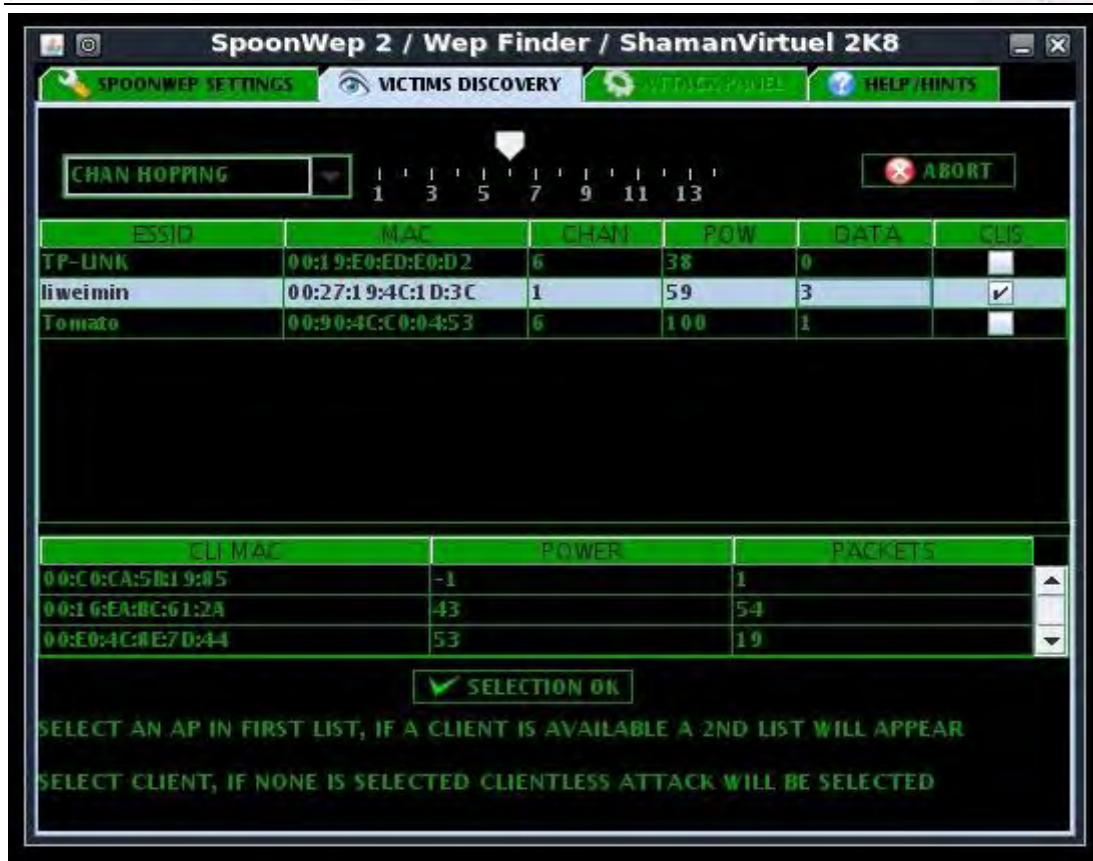 SpoonWep 2 / Wep Finder / ShamanVirtuel 2K8
SPOONWEP SETTINGS VICTIMS DISCOVERY ATTACK PANEL HELP/HINTS
CHAN HOPPING ABORT
1 3 5 7 9 11 13
ESSID MAC CHAN POW DATA CLIS
TP-LINK 00:19:E0:ED:E0:D2 6 38 0
liweimin 00:27:19:4C:1D:3C 1 59 3
Tomato 00:90:4C:C0:04:53 6 100 1
CLI MAC POWER PACKETS
00:C0:CA:5B:19:85 -1 1
00:16:EA:BC:61:2A 43 54
00:E0:4C:8E:7D:44 53 19
SELECTION OK
SELECT AN AP IN FIRST LIST, IF A CLIENT IS AVAILABLE A 2ND LIST WILL APPEAR
SELECT CLIENT, IF NONE IS SELECTED CLIENTLESS ATTACK WILL BE SELECTED